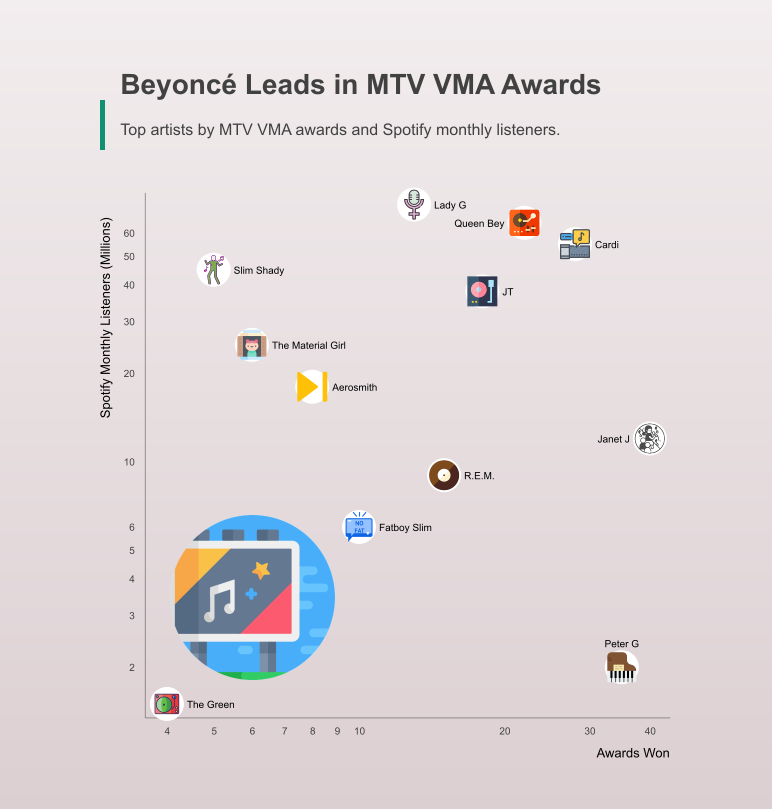 Beyoncé Leads in MTV VMA Awards
Top artists by MTV VMA awards and Spotify monthly listeners.
Spotify Monthly Listeners (Millions)
60
50
40
30
20
10
6
5
4
3
2
Lady G
Queen Bey
Cardi
Slim Shady
JT
The Material Girl
Aerosmith
Janet J
R.E.M.
NO
FAT
Fatboy Slim
Peter G
The Green
4
5
6
7
8
9
10
20
30
40
Awards Won